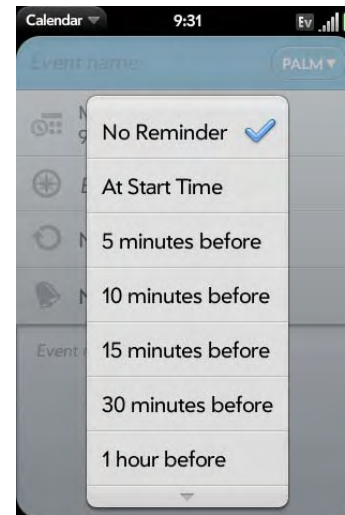 Calendar 9:31 Ev
Event name PALM
No Reminder
At Start Time
5 minutes before
10 minutes before
15 minutes before
30 minutes before
1 hour before
Event